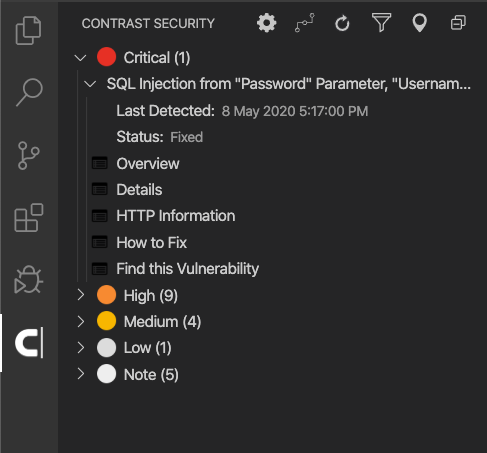 CONTRAST SECURITY
Critical (1)
SQL Injection from "Password" Parameter, "Usernam...
Last Detected: 8 May 2020 5:17:00 PM
Status: Fixed
Overview
Details
HTTP Information
How to Fix
Find this Vulnerability
High (9)
Medium (4)
Low (1)
Note (5)